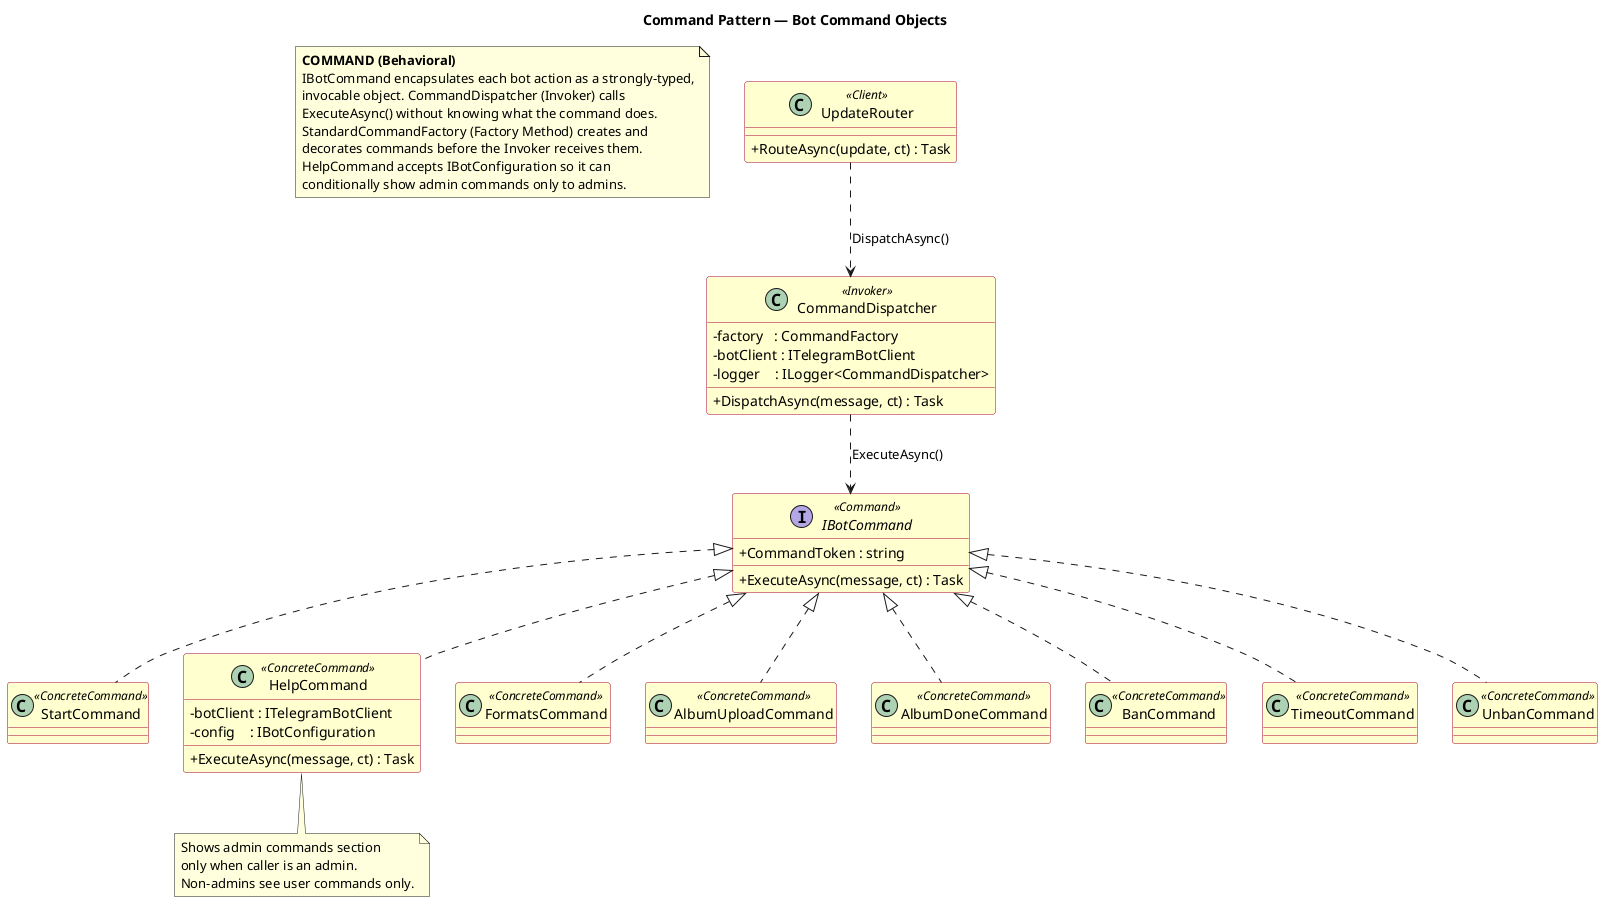 Command Pattern — Bot Command Objects
COMMAND (Behavioral)
IBotCommand encapsulates each bot action as a strongly-typed,
invocable object. CommandDispatcher (Invoker) calls
ExecuteAsync() without knowing what the command does.
StandardCommandFactory (Factory Method) creates and
decorates commands before the Invoker receives them.
HelpCommand accepts IBotConfiguration so it can
conditionally show admin commands only to admins.
C
«Client»
UpdateRouter
+RouteAsync(update, ct) : Task
DispatchAsync()
C
«Invoker»
CommandDispatcher
-factory : CommandFactory
-botClient : ITelegramBotClient
-logger : ILogger<CommandDispatcher>
+DispatchAsync(message, ct) : Task
ExecuteAsync()
I
«Command»
IBotCommand
+CommandToken : string
+ExecuteAsync(message, ct) : Task
C
«ConcreteCommand»
StartCommand
C
«ConcreteCommand»
HelpCommand
-botClient : ITelegramBotClient
-config : IBotConfiguration
+ExecuteAsync(message, ct) : Task
C
«ConcreteCommand»
FormatsCommand
C
«ConcreteCommand»
AlbumUploadCommand
C
«ConcreteCommand»
AlbumDoneCommand
C
«ConcreteCommand»
BanCommand
C
«ConcreteCommand»
TimeoutCommand
C
«ConcreteCommand»
UnbanCommand
Shows admin commands section
only when caller is an admin.
Non-admins see user commands only.